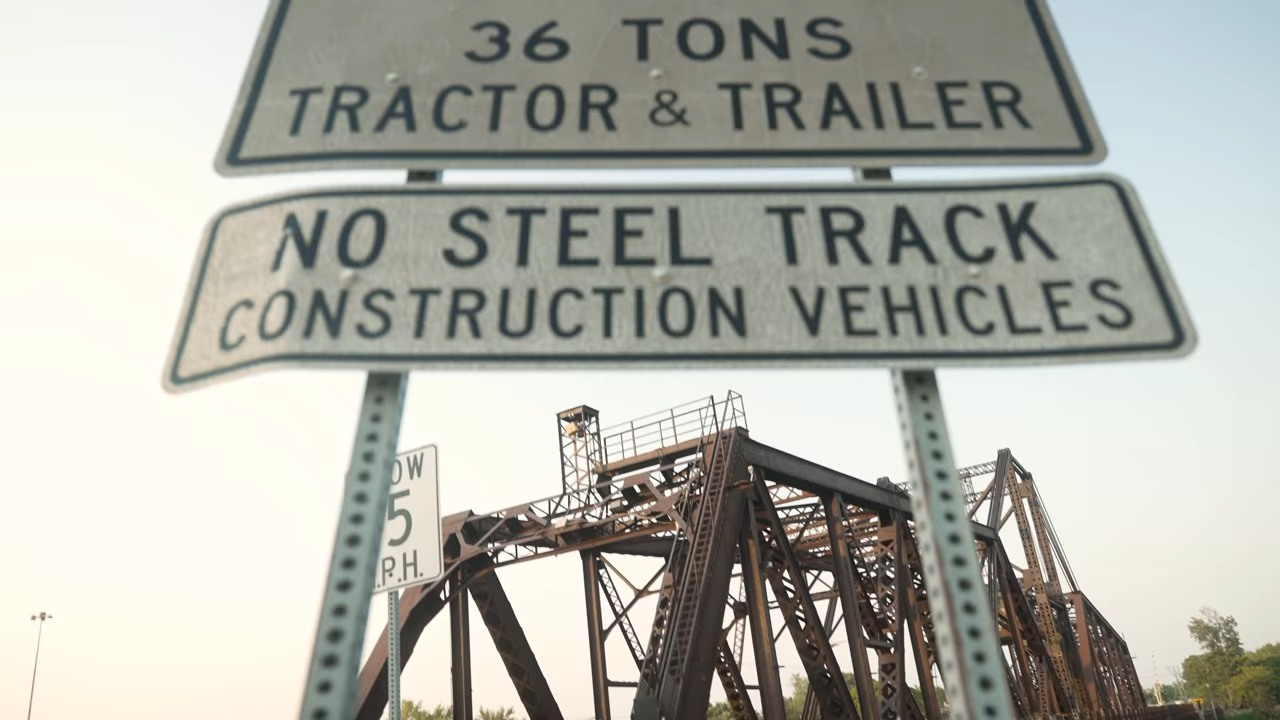 36 TONS
TRACTOR & TRAILER
NO STEEL TRACK
CONSTRUCTION VEHICLES
5
P.H.